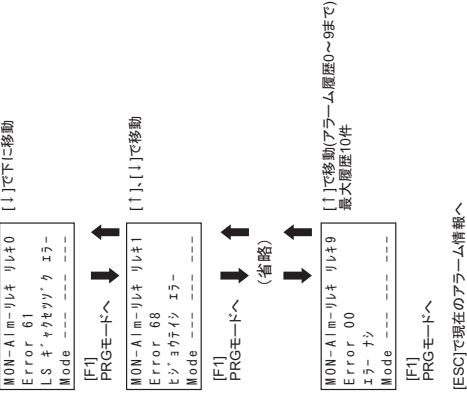 MON-Alm-リレキ リレキ0
Error 61
LS ギャクセツゾク エラー
Mode --- --- ---
[↓]で下に移動
[F1]
PRGモードへ
MON-Alm-リレキ リレキ1
Error 68
ヒジョウテイシ エラー
Mode --- --- ---
[↑]、[↓]で移動
[F1]
PRGモードへ
(省略)
MON-Alm-リレキ リレキ9
Error 00
エラー ナシ
Mode --- --- ---
[↑]で移動(アラーム履歴0~9まで)
最大履歴10件
[F1]
PRGモードへ
[ESC]で現在のアラーム情報へ